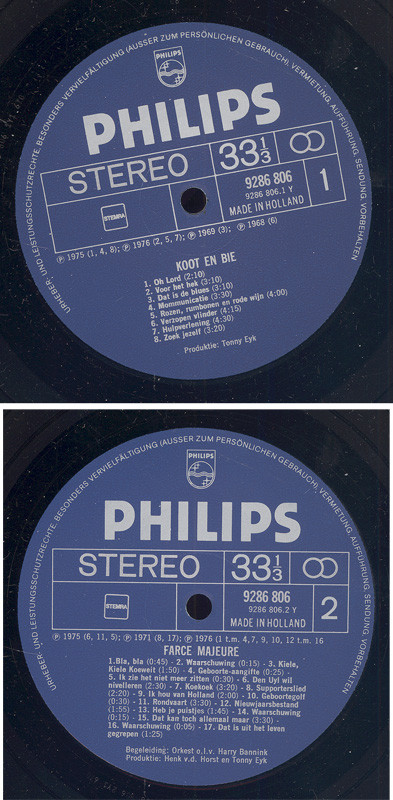 URHEBER- UND LEISTUNGSSCHUTZRECHTE. BESONDERS VERVIELFÄLTIGUNG (AUSSER ZUM PERSÖNLICHEN GEBRAUCH), VERMIETUNG, AUFFÜHRUNG, SENDUNG, VORBEHALTEN
PHILIPS
PHILIPS
STEREO
33 1/3
STEMRA
9286 806
9286 806.1 Y
MADE IN HOLLAND
1
℗ 1975 (1, 4, 8); ℗ 1976 (2, 5, 7); ℗ 1969 (3); ℗ 1968 (6)
KOOT EN BIE
1. Oh Lord (2:10)
2. Voor het hek (3:10)
3. Dat is de blues (3:10)
4. Mommunicatie (3:30)
5. Rozen, rumbonen en rode wijn (4:00)
6. Verzopen vlinder (4:15)
7. Hulpverlening (4:30)
8. Zoek jezelf (3:20)
Produktie: Tonny Eyk
URHEBER- UND LEISTUNGSSCHUTZRECHTE. BESONDERS VERVIELFÄLTIGUNG (AUSSER ZUM PERSÖNLICHEN GEBRAUCH), VERMIETUNG, AUFFÜHRUNG, SENDUNG, VORBEHALTEN
PHILIPS
PHILIPS
STEREO
33 1/3
STEMRA
9286 806
9286 806.2 Y
MADE IN HOLLAND
2
℗ 1975 (6, 11, 5); ℗ 1971 (8, 17); ℗ 1976 (1 t.m. 4,7, 9, 10, 12 t.m. 16
FARCE MAJEURE
1.Bla, bla (0:45) - 2. Waarschuwing (0:15) - 3. Kiele,
Kiele Koeweit (1:50) - 4. Geboorte-aangifte (0:25) -
5. Ik zie het niet meer zitten (0:30) - 6. Den Uyl wil
nivelleren (2:30) - 7. Koekoek (3:20) - 8. Supporterslied
(2:20) - 9. Ik hou van Holland (2:00) - 10. Geboortegolf
(0:30) - 11. Rondvaart (3:30) - 12. Nieuwjaarsbestand
(1:55) - 13. Heb je puistjes (1:45) - 14. Waarschuwing
(0:15) - 15. Dat kan toch allemaal maar (3:30) -
16. Waarschuwing (0:05) - 17. Dat is uit het leven
gegrepen (1:25)
Begeleiding: Orkest o.l.v. Harry Bannink
Produktie: Henk v.d. Horst en Tonny Eyk